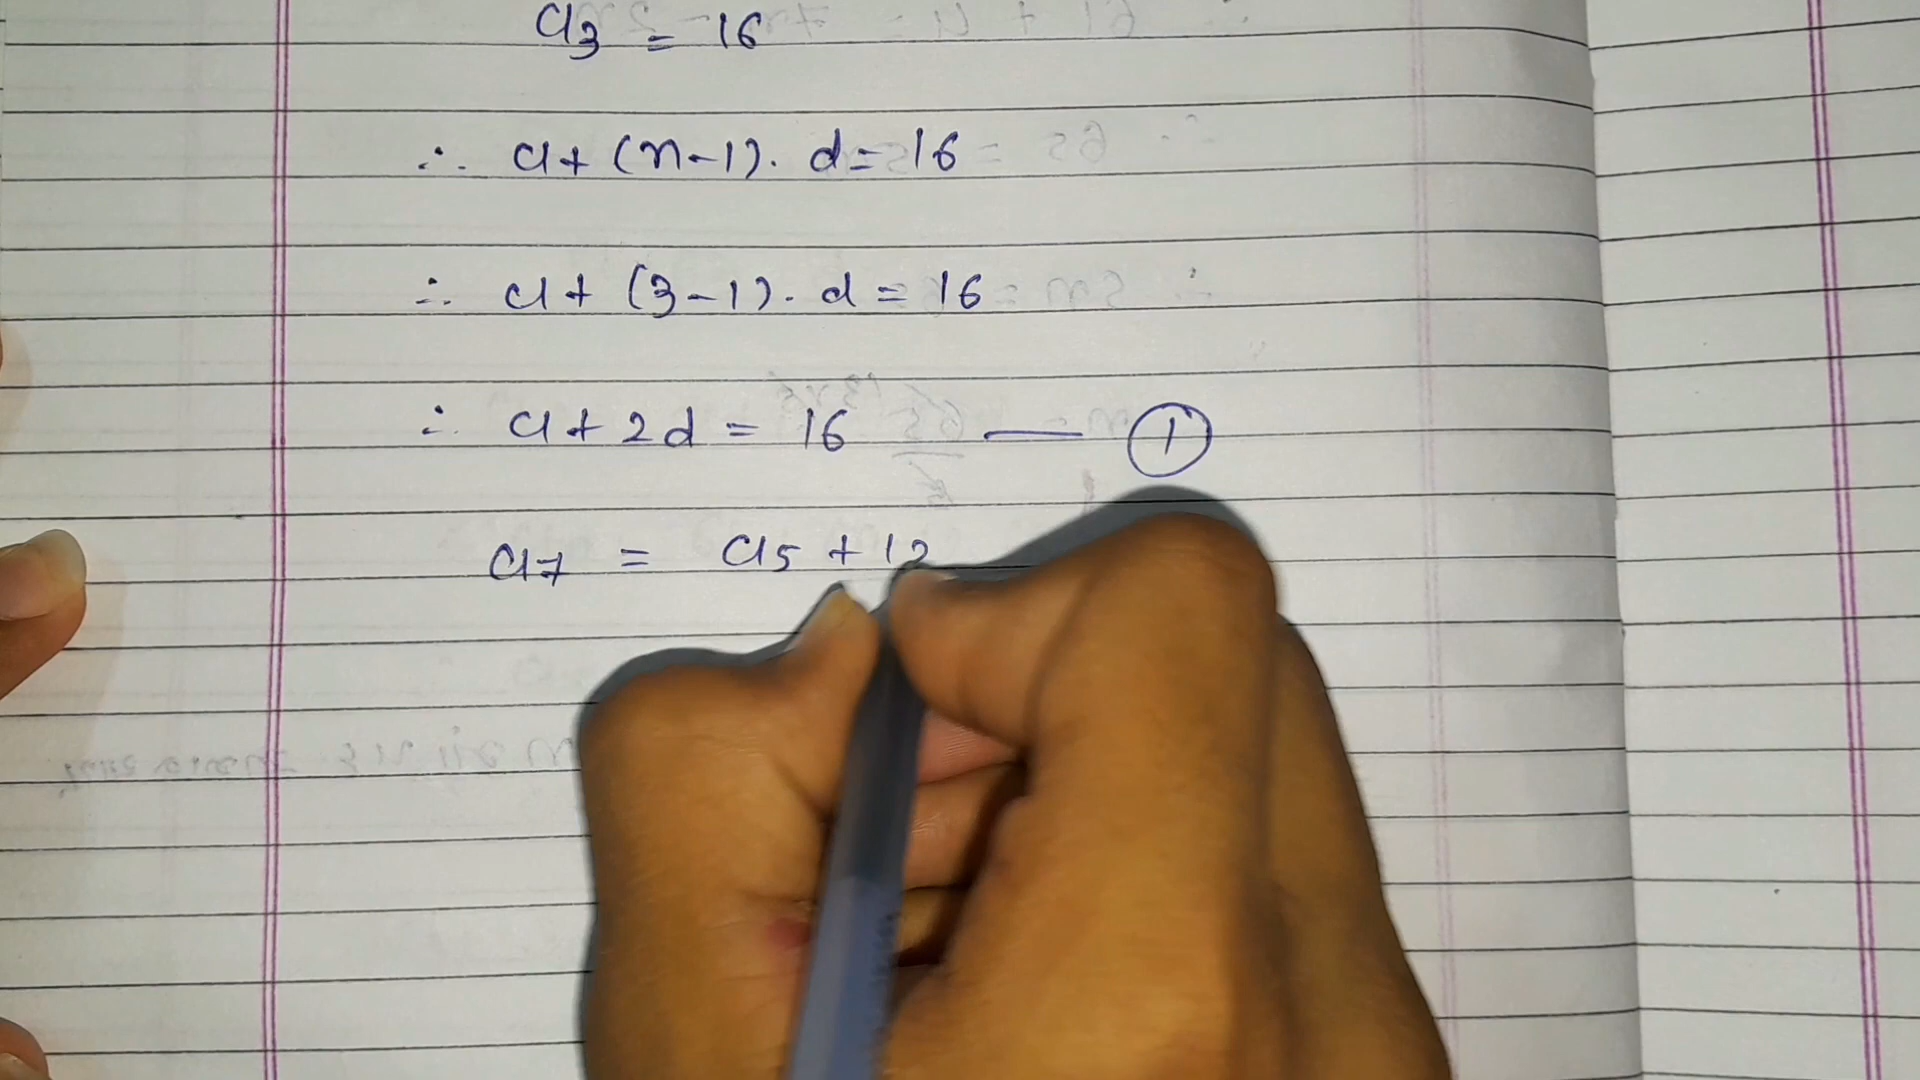 a3 = 16
∴ a + (n-1). d = 16
∴ a + (3-1). d = 16
∴ a + 2d = 16 — ①
a7 = a5 + 12